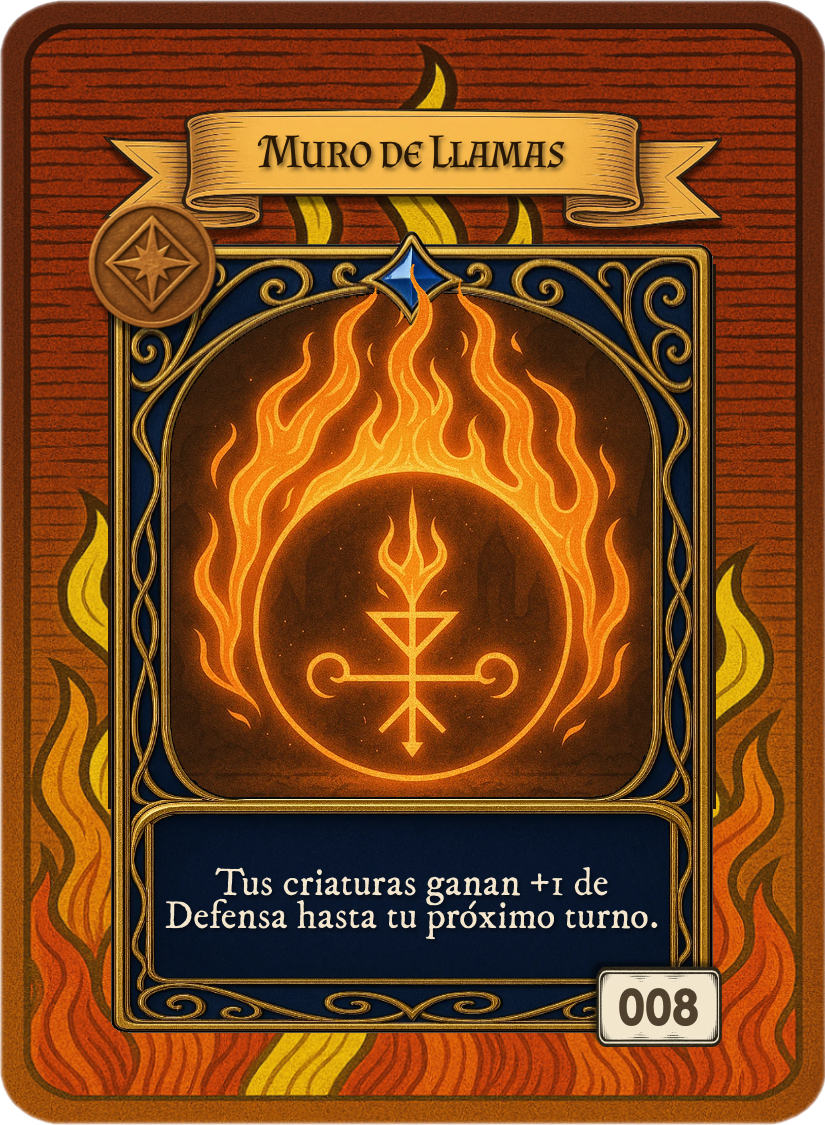 Muro de Llamas
Tus criaturas ganan +1 de
Defensa hasta tu próximo turno.
008